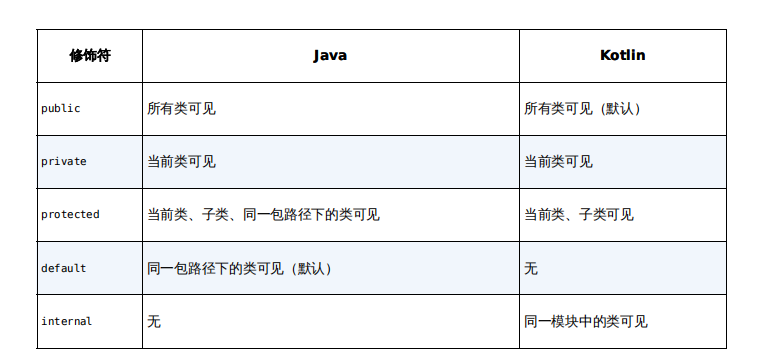 修饰符 Java Kotlin
public 所有类可见 所有类可见（默认）
private 当前类可见 当前类可见
protected 当前类、子类、同一包路径下的类可见 当前类、子类可见
default 同一包路径下的类可见（默认） 无
internal 无 同一模块中的类可见